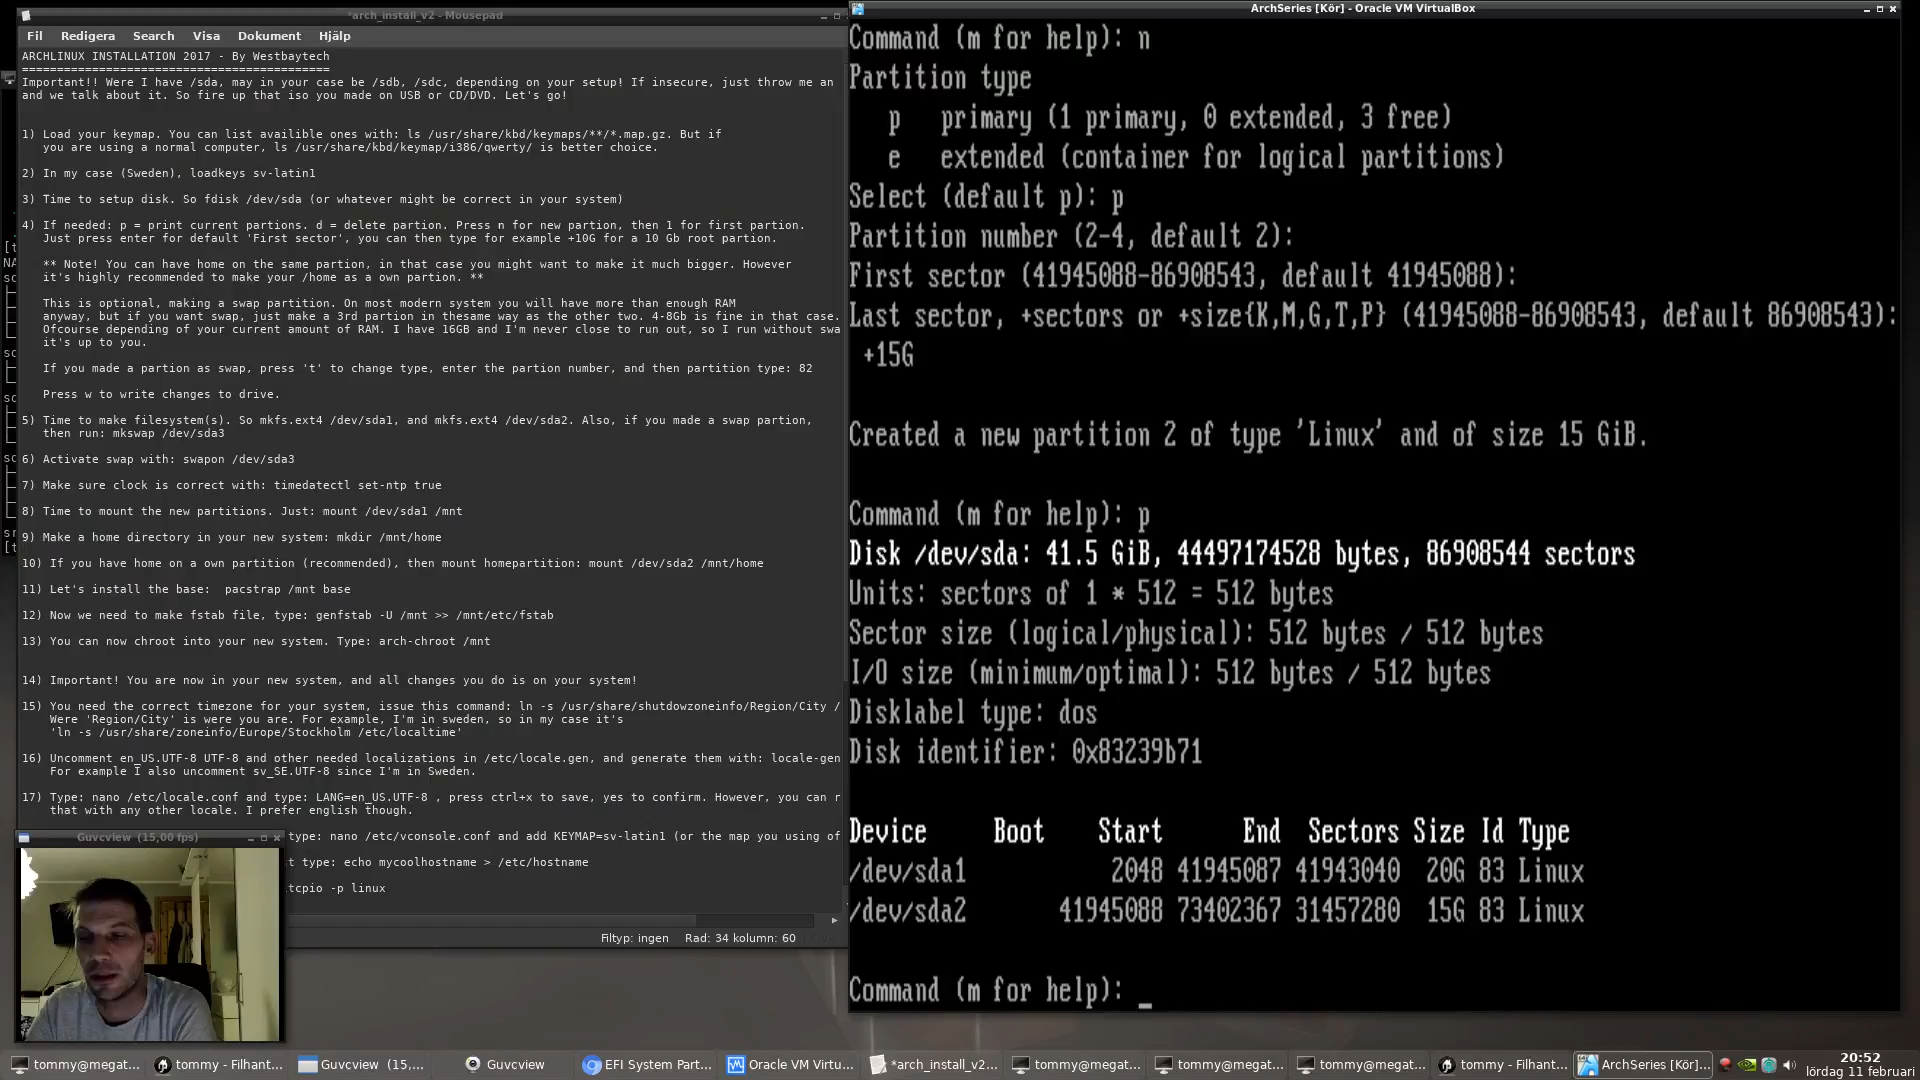 *arch_install_v2 - Mousepad
Fil Redigera Search Visa Dokument Hjälp
ARCHLINUX INSTALLATION 2017 - By Westbaytech
============================================
Important!! Were I have /sda, may in your case be /sdb, /sdc, depending on your setup! If insecure, just throw me an
and we talk about it. So fire up that iso you made on USB or CD/DVD. Let's go!
1) Load your keymap. You can list availible ones with: ls /usr/share/kbd/keymaps/**/*.map.gz. But if
you are using a normal computer, ls /usr/share/kbd/keymap/i386/qwerty/ is better choice.
2) In my case (Sweden), loadkeys sv-latin1
3) Time to setup disk. So fdisk /dev/sda (or whatever might be correct in your system)
4) If needed: p = print current partions. d = delete partion. Press n for new partion, then 1 for first partion.
Just press enter for default 'First sector', you can then type for example +10G for a 10 Gb root partion.
** Note! You can have home on the same partion, in that case you might want to make it much bigger. However
it's highly recommended to make your /home as a own partion. **
This is optional, making a swap partition. On most modern system you will have more than enough RAM
anyway, but if you want swap, just make a 3rd partion in thesame way as the other two. 4-8Gb is fine in that case.
Ofcourse depending of your current amount of RAM. I have 16GB and I'm never close to run out, so I run without swa
it's up to you.
If you made a partion as swap, press 't' to change type, enter the partion number, and then partition type: 82
Press w to write changes to drive.
5) Time to make filesystem(s). So mkfs.ext4 /dev/sda1, and mkfs.ext4 /dev/sda2. Also, if you made a swap partion,
then run: mkswap /dev/sda3
6) Activate swap with: swapon /dev/sda3
7) Make sure clock is correct with: timedatectl set-ntp true
8) Time to mount the new partitions. Just: mount /dev/sda1 /mnt
9) Make a home directory in your new system: mkdir /mnt/home
10) If you have home on a own partition (recommended), then mount homepartition: mount /dev/sda2 /mnt/home
11) Let's install the base:  pacstrap /mnt base
12) Now we need to make fstab file, type: genfstab -U /mnt >> /mnt/etc/fstab
13) You can now chroot into your new system. Type: arch-chroot /mnt
14) Important! You are now in your new system, and all changes you do is on your system!
15) You need the correct timezone for your system, issue this command: ln -s /usr/share/shutdowzoneinfo/Region/City /
Were 'Region/City' is were you are. For example, I'm in sweden, so in my case it's
'ln -s /usr/share/zoneinfo/Europe/Stockholm /etc/localtime'
16) Uncomment en_US.UTF-8 UTF-8 and other needed localizations in /etc/locale.gen, and generate them with: locale-gen
For example I also uncomment sv_SE.UTF-8 since I'm in Sweden.
17) Type: nano /etc/locale.conf and type: LANG=en_US.UTF-8 , press ctrl+x to save, yes to confirm. However, you can r
that with any other locale. I prefer english though.
type: nano /etc/vconsole.conf and add KEYMAP=sv-latin1 (or the map you using of
t type: echo mycoolhostname > /etc/hostname
tcpio -p linux
Filtyp: ingen Rad: 34 kolumn: 60
Guvcview (15,00 fps)
ArchSeries [Kör] - Oracle VM VirtualBox
Command (m for help): n
Partition type
p primary (1 primary, 0 extended, 3 free)
e extended (container for logical partitions)
Select (default p): p
Partition number (2-4, default 2):
First sector (41945088-86908543, default 41945088):
Last sector, +sectors or +size{K,M,G,T,P} (41945088-86908543, default 86908543):
+15G
Created a new partition 2 of type 'Linux' and of size 15 GiB.
Command (m for help): p
Disk /dev/sda: 41.5 GiB, 44497174528 bytes, 86908544 sectors
Units: sectors of 1 * 512 = 512 bytes
Sector size (logical/physical): 512 bytes / 512 bytes
I/O size (minimum/optimal): 512 bytes / 512 bytes
Disklabel type: dos
Disk identifier: 0x83239b71
Device Boot Start End Sectors Size Id Type
/dev/sda1 2048 41945087 41943040 20G 83 Linux
/dev/sda2 41945088 73402367 31457280 15G 83 Linux
Command (m for help): _
tommy@megat... tommy - Filhant... Guvcview (15,... Guvcview EFI System Part... Oracle VM Virtu... *arch_install_v2... tommy@megat... tommy@megat... tommy@megat... tommy - Filhant... ArchSeries [Kör]... 20:52
lördag 11 februari